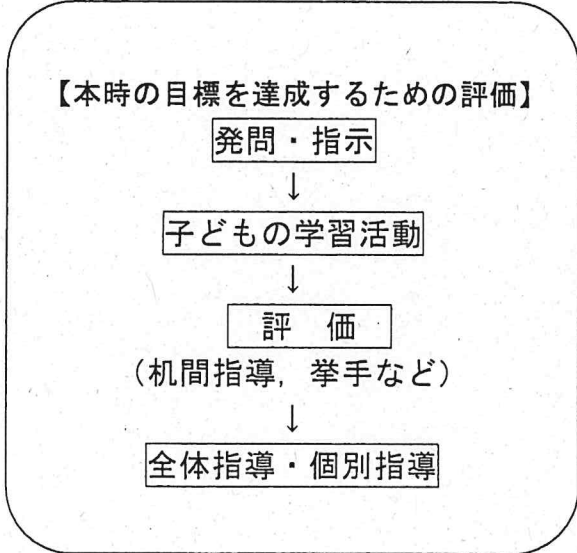 【本時の目標を達成するための評価】
発問・指示
↓
子どもの学習活動
↓
評　価
（机間指導，挙手など）
↓
全体指導・個別指導